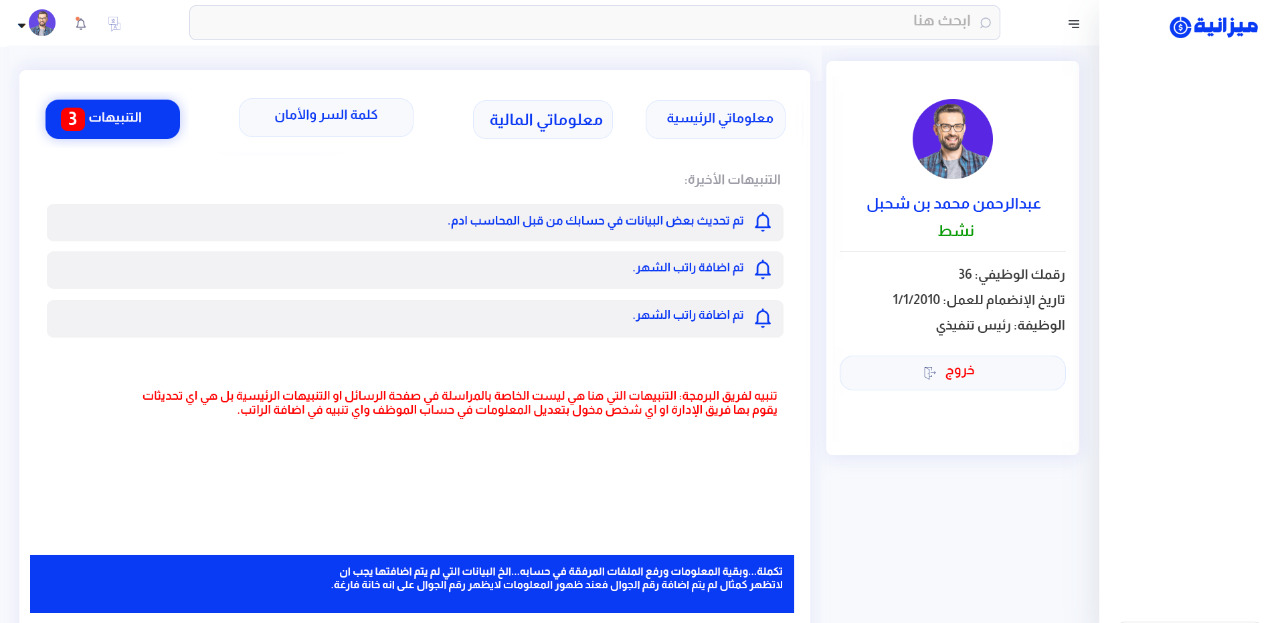 ميزانية
ابحث هنا
عبدالرحمن محمد بن شحبل
نشط
رقمك الوظيفي: 36
تاريخ الإنضمام للعمل: 1/1/2010
الوظيفة: رئيس تنفيذي
خروج
معلوماتي الرئيسية
معلوماتي المالية
كلمة السر والأمان
التنبيهات 3
التنبيهات الأخيرة:
تم تحديث بعض البيانات في حسابك من قبل المحاسب ادم.
تم اضافة راتب الشهر.
تم اضافة راتب الشهر.
تنبيه لفريق البرمجة: التنبيهات التي هنا هي ليست الخاصة بالمراسلة في صفحة الرسائل او التنبيهات الرئيسية بل هي اي تحديثات
يقوم بها فريق الإدارة او اي شخص مخول بتعديل المعلومات في حساب الموظف واي تنبيه في اضافة الراتب.
تكملة...وبقية المعلومات ورفع الملفات المرفقة في حسابه...الخ البيانات التي لم يتم اضافتها يجب ان
لاتظهر كمثال لم يتم اضافة رقم الجوال فعند ظهور المعلومات لايظهر رقم الجوال على انه خانة فارغة.